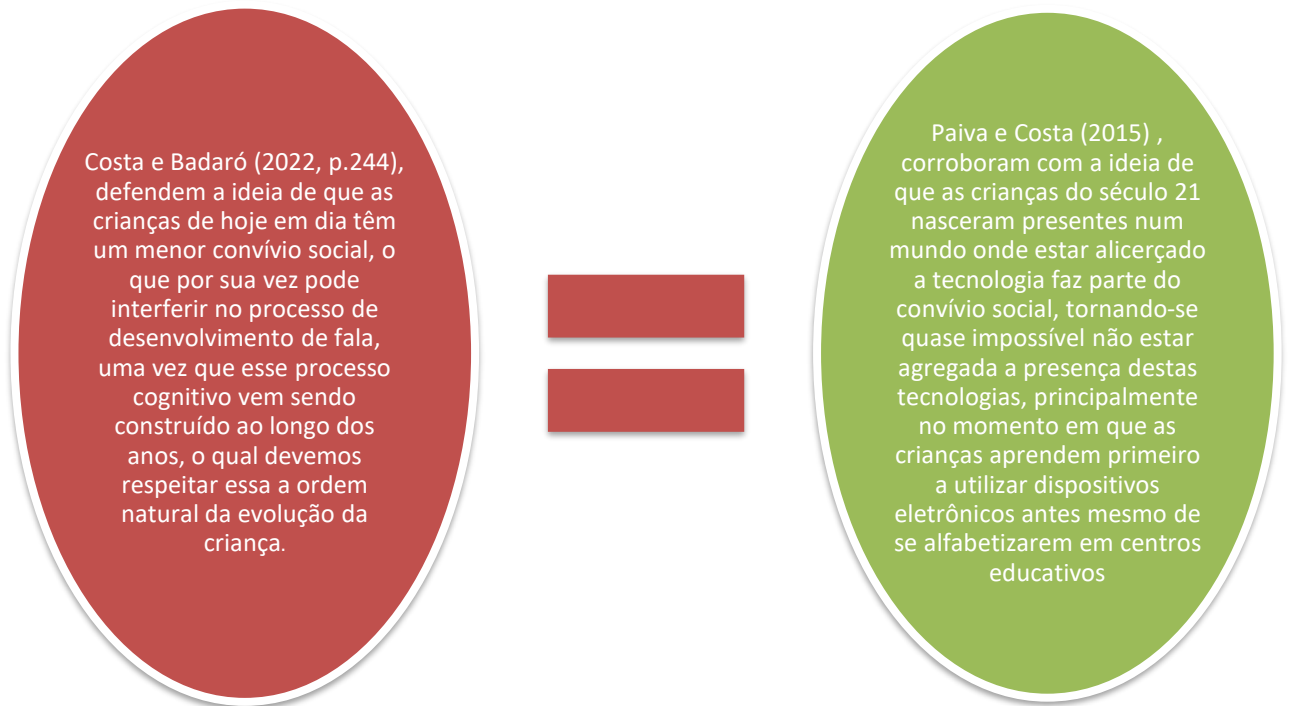 Costa e Badaró (2022, p.244),
defendem a ideia de que as
crianças de hoje em dia têm
um menor convívio social, o
que por sua vez pode
interferir no processo de
desenvolvimento de fala,
uma vez que esse processo
cognitivo vem sendo
construído ao longo dos
anos, o qual devemos
respeitar essa a ordem
natural da evolução da
criança.
Paiva e Costa (2015) ,
corroboram com a ideia de
que as crianças do século 21
nasceram presentes num
mundo onde estar alicerçado
a tecnologia faz parte do
convívio social, tornando-se
quase impossível não estar
agregada a presença destas
tecnologias, principalmente
no momento em que as
crianças aprendem primeiro
a utilizar dispositivos
eletrônicos antes mesmo de
se alfabetizarem em centros
educativos